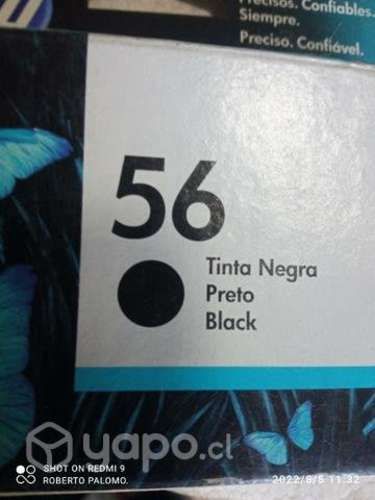 Precisos. Confiables.
Siempre.
Preciso. Confiável.
56
Tinta Negra
Preto
Black
yapo.cl
SHOT ON REDMI 9
ROBERTO PALOMO.
2022/8/5 11:32